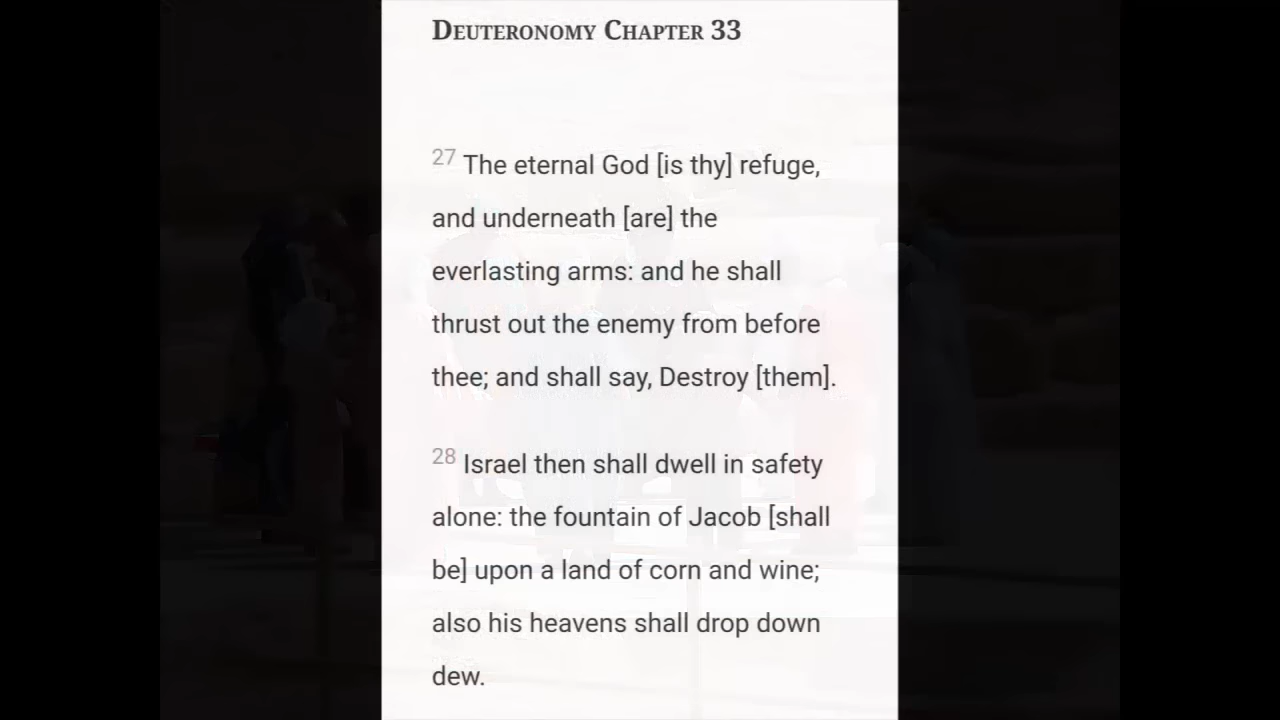 Deuteronomy Chapter 33
27 The eternal God [is thy] refuge,
and underneath [are] the
everlasting arms: and he shall
thrust out the enemy from before
thee; and shall say, Destroy [them].
28 Israel then shall dwell in safety
alone: the fountain of Jacob [shall
be] upon a land of corn and wine;
also his heavens shall drop down
dew.